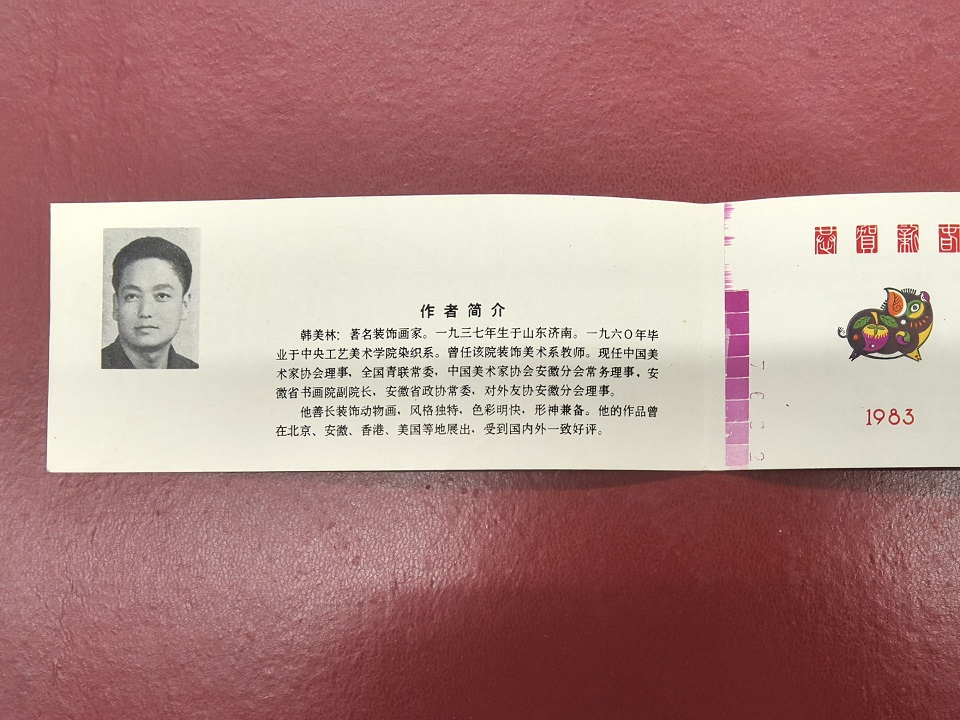 作者简介
韩美林：著名装饰画家。一九三七年生于山东济南。一九六〇年毕
业于中央工艺美术学院染织系。曾任该院装饰美术系教师。现任中国美
术家协会理事，全国青联常委，中国美术家协会安徽分会常务理事，安
徽省书画院副院长，安徽省政协常委，对外友协安徽分会理事。
他善长装饰动物画，风格独特、色彩明快，形神兼备。他的作品曾
在北京、安徽、香港、美国等地展出，受到国内外一致好评。
恭贺新
1983